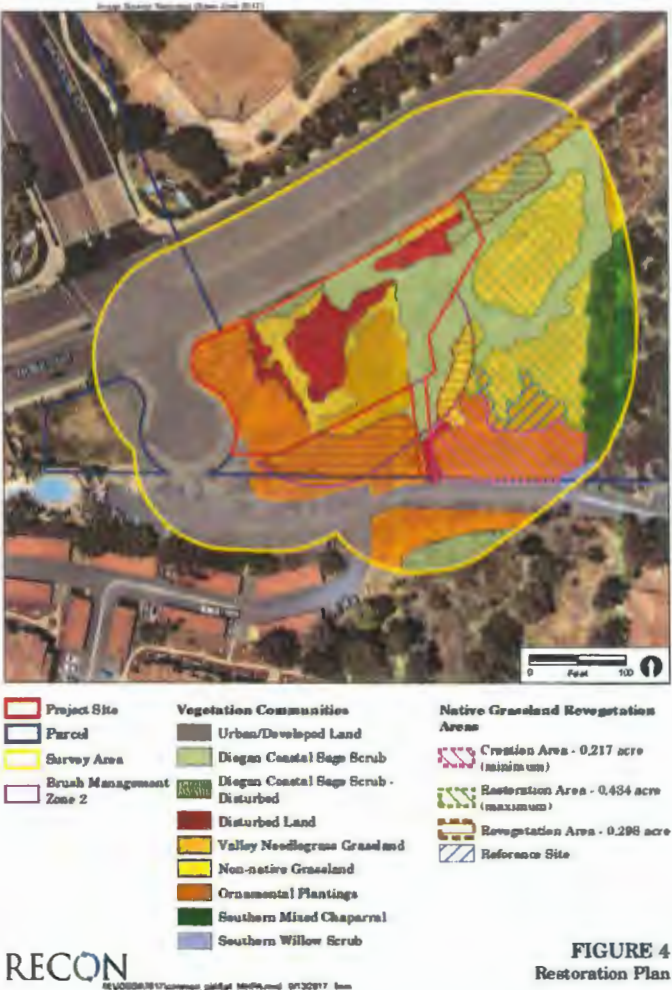 Project Site
Parcel
Survey Area
Brush Management
Zone 2
Vegetation Communities
Urban/Developed Land
Diegan Coastal Sage Scrub
Diegan Coastal Sage Scrub -
Disturbed
Disturbed Land
Valley Needlegrass Grassland
Non-native Grassland
Ornamental Plantings
Southern Mixed Chaparral
Southern Willow Scrub
Native Grassland Revegetation
Areas
Creation Area - 0.217 acre
(minimum)
Restoration Area - 0.434 acre
(maximum)
Revegetation Area - 0.298 acre
Reference Site
0 Feet 100
RECON
FIGURE 4
Restoration Plan